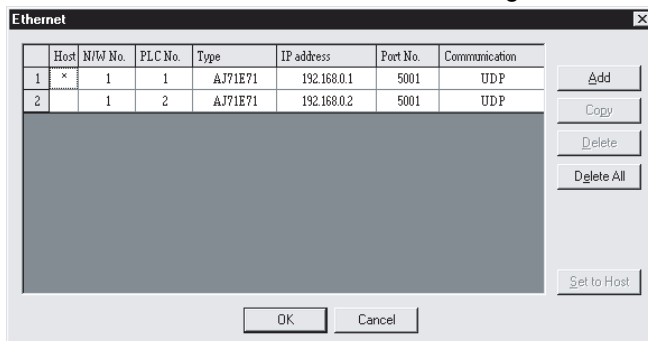 Ethernet
Host N/W No. PLC No. Type IP address Port No. Communication
1 * 1 1 AJ71E71 192.168.0.1 5001 UDP
2 1 2 AJ71E71 192.168.0.2 5001 UDP
Add
Copy
Delete
Delete All
Set to Host
OK Cancel